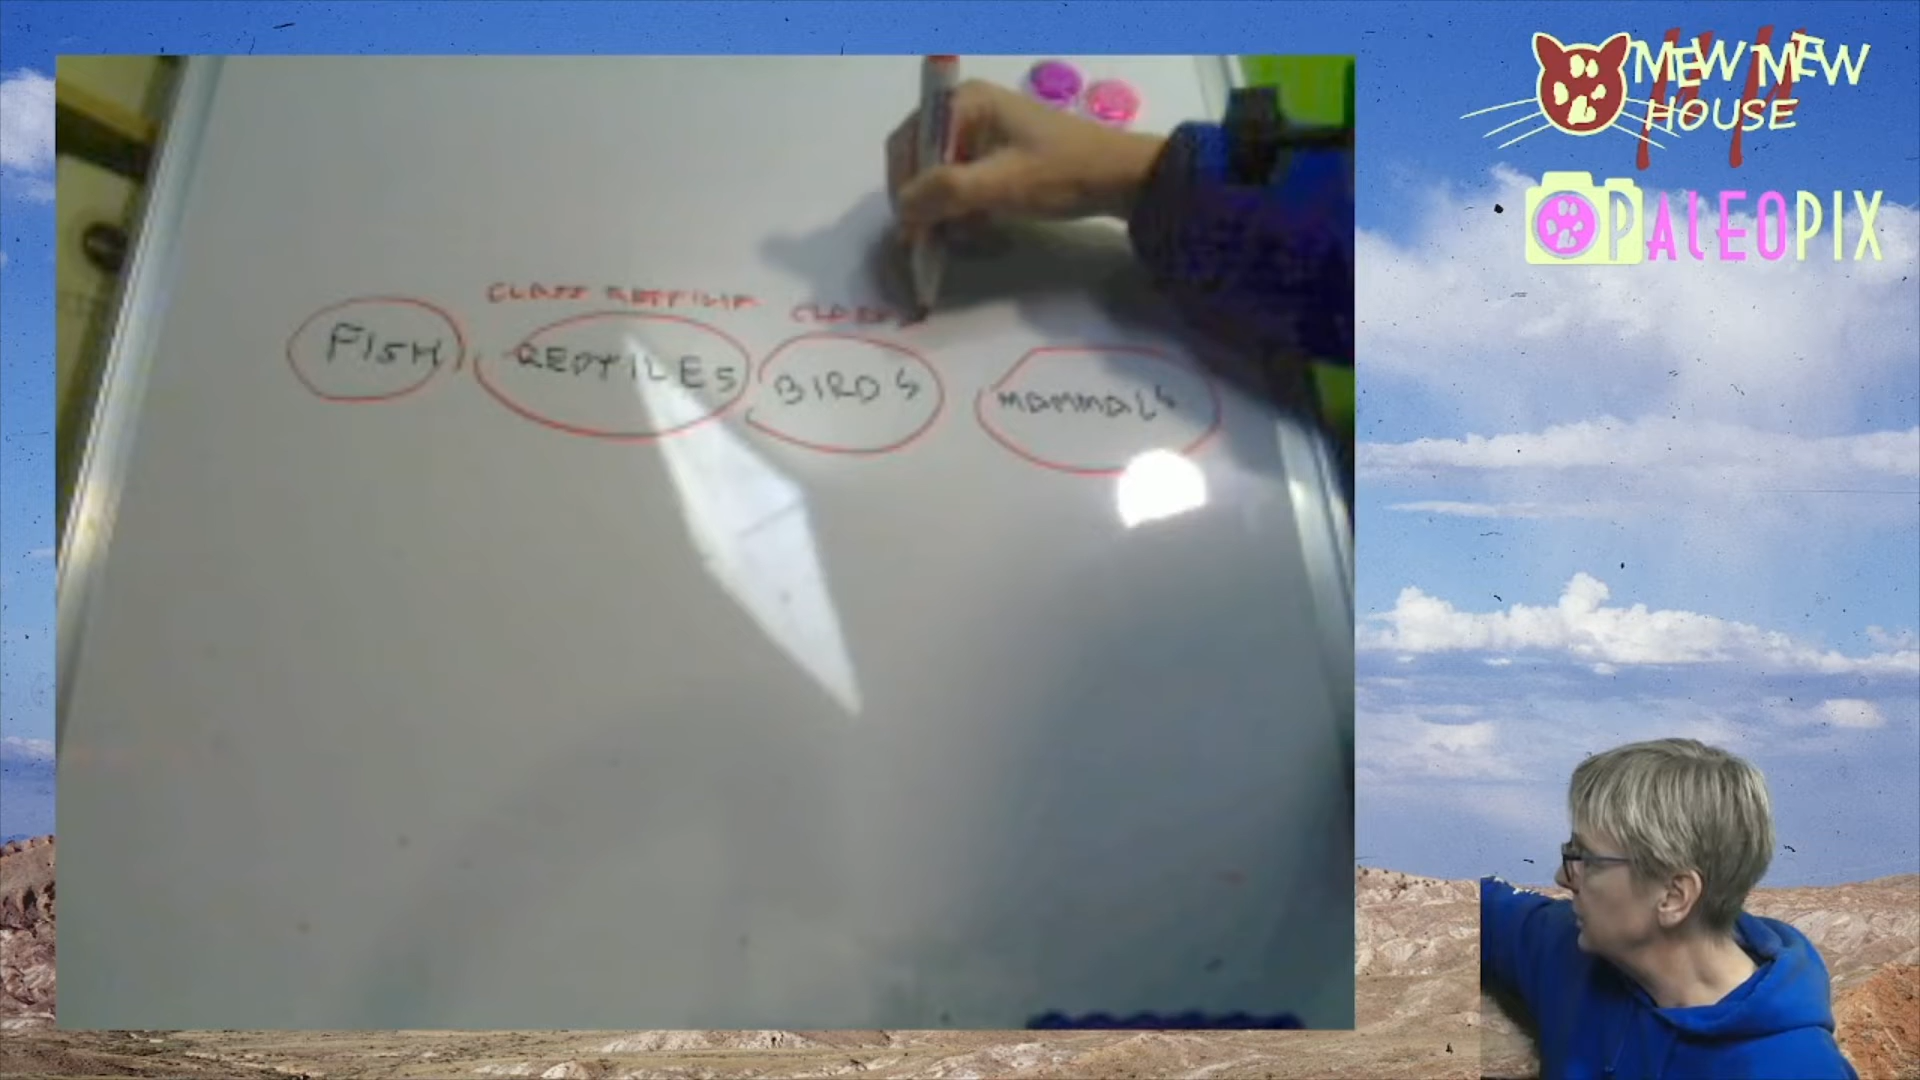 MEW MEW
HOUSE
PALEOPIX
CLASS REPTILIA CLASS
FISH REPTILES BIRDS MAMMALS